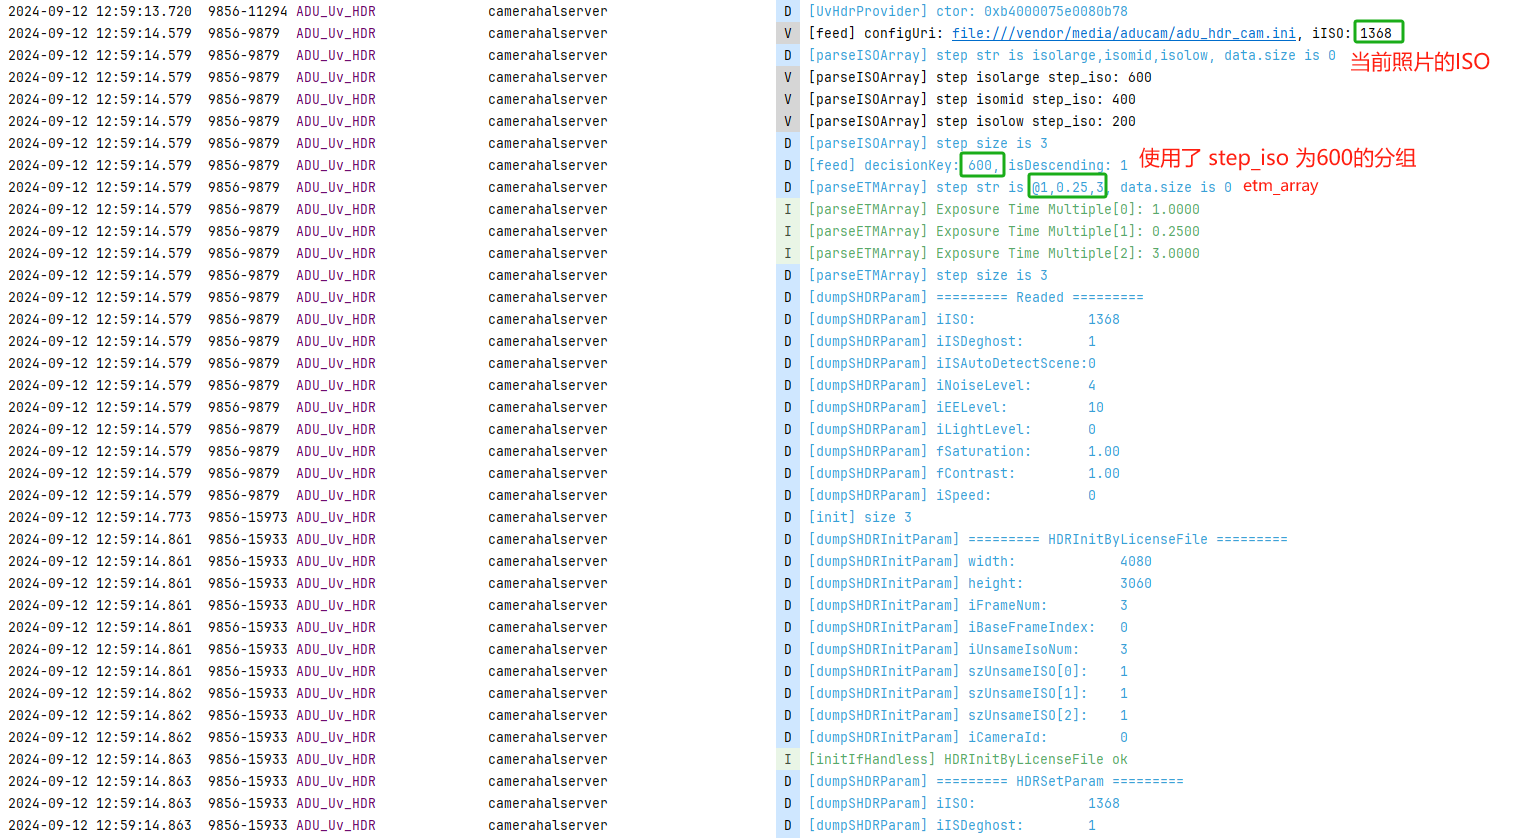 2024-09-12 12:59:13.720 9856-11294 ADU_Uv_HDR camerahalserver D [UvHdrProvider] ctor: 0xb4000075e0080b78
2024-09-12 12:59:14.579 9856-9879 ADU_Uv_HDR camerahalserver V [feed] configUri: file:///vendor/media/aducam/adu_hdr_cam.ini, iISO: 1368
2024-09-12 12:59:14.579 9856-9879 ADU_Uv_HDR camerahalserver D [parseISOArray] step str is isolarge,isomid,isolow, data.size is 0 当前照片的ISO
2024-09-12 12:59:14.579 9856-9879 ADU_Uv_HDR camerahalserver V [parseISOArray] step isolarge step_iso: 600
2024-09-12 12:59:14.579 9856-9879 ADU_Uv_HDR camerahalserver V [parseISOArray] step isomid step_iso: 400
2024-09-12 12:59:14.579 9856-9879 ADU_Uv_HDR camerahalserver V [parseISOArray] step isolow step_iso: 200
2024-09-12 12:59:14.579 9856-9879 ADU_Uv_HDR camerahalserver D [parseISOArray] step size is 3
2024-09-12 12:59:14.579 9856-9879 ADU_Uv_HDR camerahalserver D [feed] decisionKey: 600, isDescending: 1 使用了 step_iso 为600的分组
2024-09-12 12:59:14.579 9856-9879 ADU_Uv_HDR camerahalserver D [parseETMArray] step str is @1,0.25,3, data.size is 0 etm_array
2024-09-12 12:59:14.579 9856-9879 ADU_Uv_HDR camerahalserver I [parseETMArray] Exposure Time Multiple[0]: 1.0000
2024-09-12 12:59:14.579 9856-9879 ADU_Uv_HDR camerahalserver I [parseETMArray] Exposure Time Multiple[1]: 0.2500
2024-09-12 12:59:14.579 9856-9879 ADU_Uv_HDR camerahalserver I [parseETMArray] Exposure Time Multiple[2]: 3.0000
2024-09-12 12:59:14.579 9856-9879 ADU_Uv_HDR camerahalserver D [parseETMArray] step size is 3
2024-09-12 12:59:14.579 9856-9879 ADU_Uv_HDR camerahalserver D [dumpSHDRParam] ========= Readed =========
2024-09-12 12:59:14.579 9856-9879 ADU_Uv_HDR camerahalserver D [dumpSHDRParam] iISO: 1368
2024-09-12 12:59:14.579 9856-9879 ADU_Uv_HDR camerahalserver D [dumpSHDRParam] iISDeghost: 1
2024-09-12 12:59:14.579 9856-9879 ADU_Uv_HDR camerahalserver D [dumpSHDRParam] iISAutoDetectScene:0
2024-09-12 12:59:14.579 9856-9879 ADU_Uv_HDR camerahalserver D [dumpSHDRParam] iNoiseLevel: 4
2024-09-12 12:59:14.579 9856-9879 ADU_Uv_HDR camerahalserver D [dumpSHDRParam] iEELevel: 10
2024-09-12 12:59:14.579 9856-9879 ADU_Uv_HDR camerahalserver D [dumpSHDRParam] iLightLevel: 0
2024-09-12 12:59:14.579 9856-9879 ADU_Uv_HDR camerahalserver D [dumpSHDRParam] fSaturation: 1.00
2024-09-12 12:59:14.579 9856-9879 ADU_Uv_HDR camerahalserver D [dumpSHDRParam] fContrast: 1.00
2024-09-12 12:59:14.579 9856-9879 ADU_Uv_HDR camerahalserver D [dumpSHDRParam] iSpeed: 0
2024-09-12 12:59:14.773 9856-15973 ADU_Uv_HDR camerahalserver D [init] size 3
2024-09-12 12:59:14.861 9856-15933 ADU_Uv_HDR camerahalserver D [dumpSHDRInitParam] ========= HDRInitByLicenseFile =========
2024-09-12 12:59:14.861 9856-15933 ADU_Uv_HDR camerahalserver D [dumpSHDRInitParam] width: 4080
2024-09-12 12:59:14.861 9856-15933 ADU_Uv_HDR camerahalserver D [dumpSHDRInitParam] height: 3060
2024-09-12 12:59:14.861 9856-15933 ADU_Uv_HDR camerahalserver D [dumpSHDRInitParam] iFrameNum: 3
2024-09-12 12:59:14.861 9856-15933 ADU_Uv_HDR camerahalserver D [dumpSHDRInitParam] iBaseFrameIndex: 0
2024-09-12 12:59:14.861 9856-15933 ADU_Uv_HDR camerahalserver D [dumpSHDRInitParam] iUnsameIsoNum: 3
2024-09-12 12:59:14.861 9856-15933 ADU_Uv_HDR camerahalserver D [dumpSHDRInitParam] szUnsameISO[0]: 1
2024-09-12 12:59:14.862 9856-15933 ADU_Uv_HDR camerahalserver D [dumpSHDRInitParam] szUnsameISO[1]: 1
2024-09-12 12:59:14.862 9856-15933 ADU_Uv_HDR camerahalserver D [dumpSHDRInitParam] szUnsameISO[2]: 1
2024-09-12 12:59:14.862 9856-15933 ADU_Uv_HDR camerahalserver D [dumpSHDRInitParam] iCameraId: 0
2024-09-12 12:59:14.863 9856-15933 ADU_Uv_HDR camerahalserver I [initIfHandless] HDRInitByLicenseFile ok
2024-09-12 12:59:14.863 9856-15933 ADU_Uv_HDR camerahalserver D [dumpSHDRParam] ========= HDRSetParam =========
2024-09-12 12:59:14.863 9856-15933 ADU_Uv_HDR camerahalserver D [dumpSHDRParam] iISO: 1368
2024-09-12 12:59:14.863 9856-15933 ADU_Uv_HDR camerahalserver D [dumpSHDRParam] iISDeghost: 1